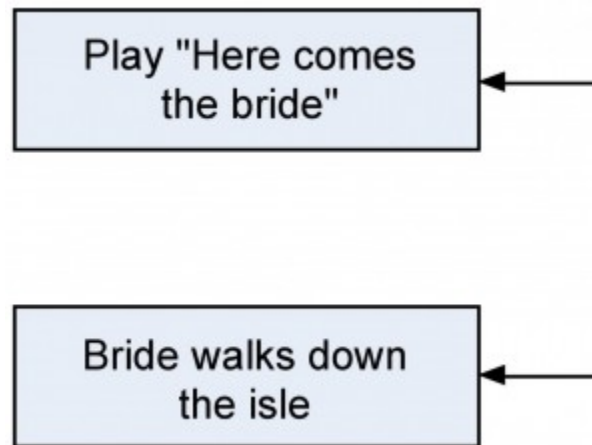 Play "Here comes
the bride"
Bride walks down
the isle